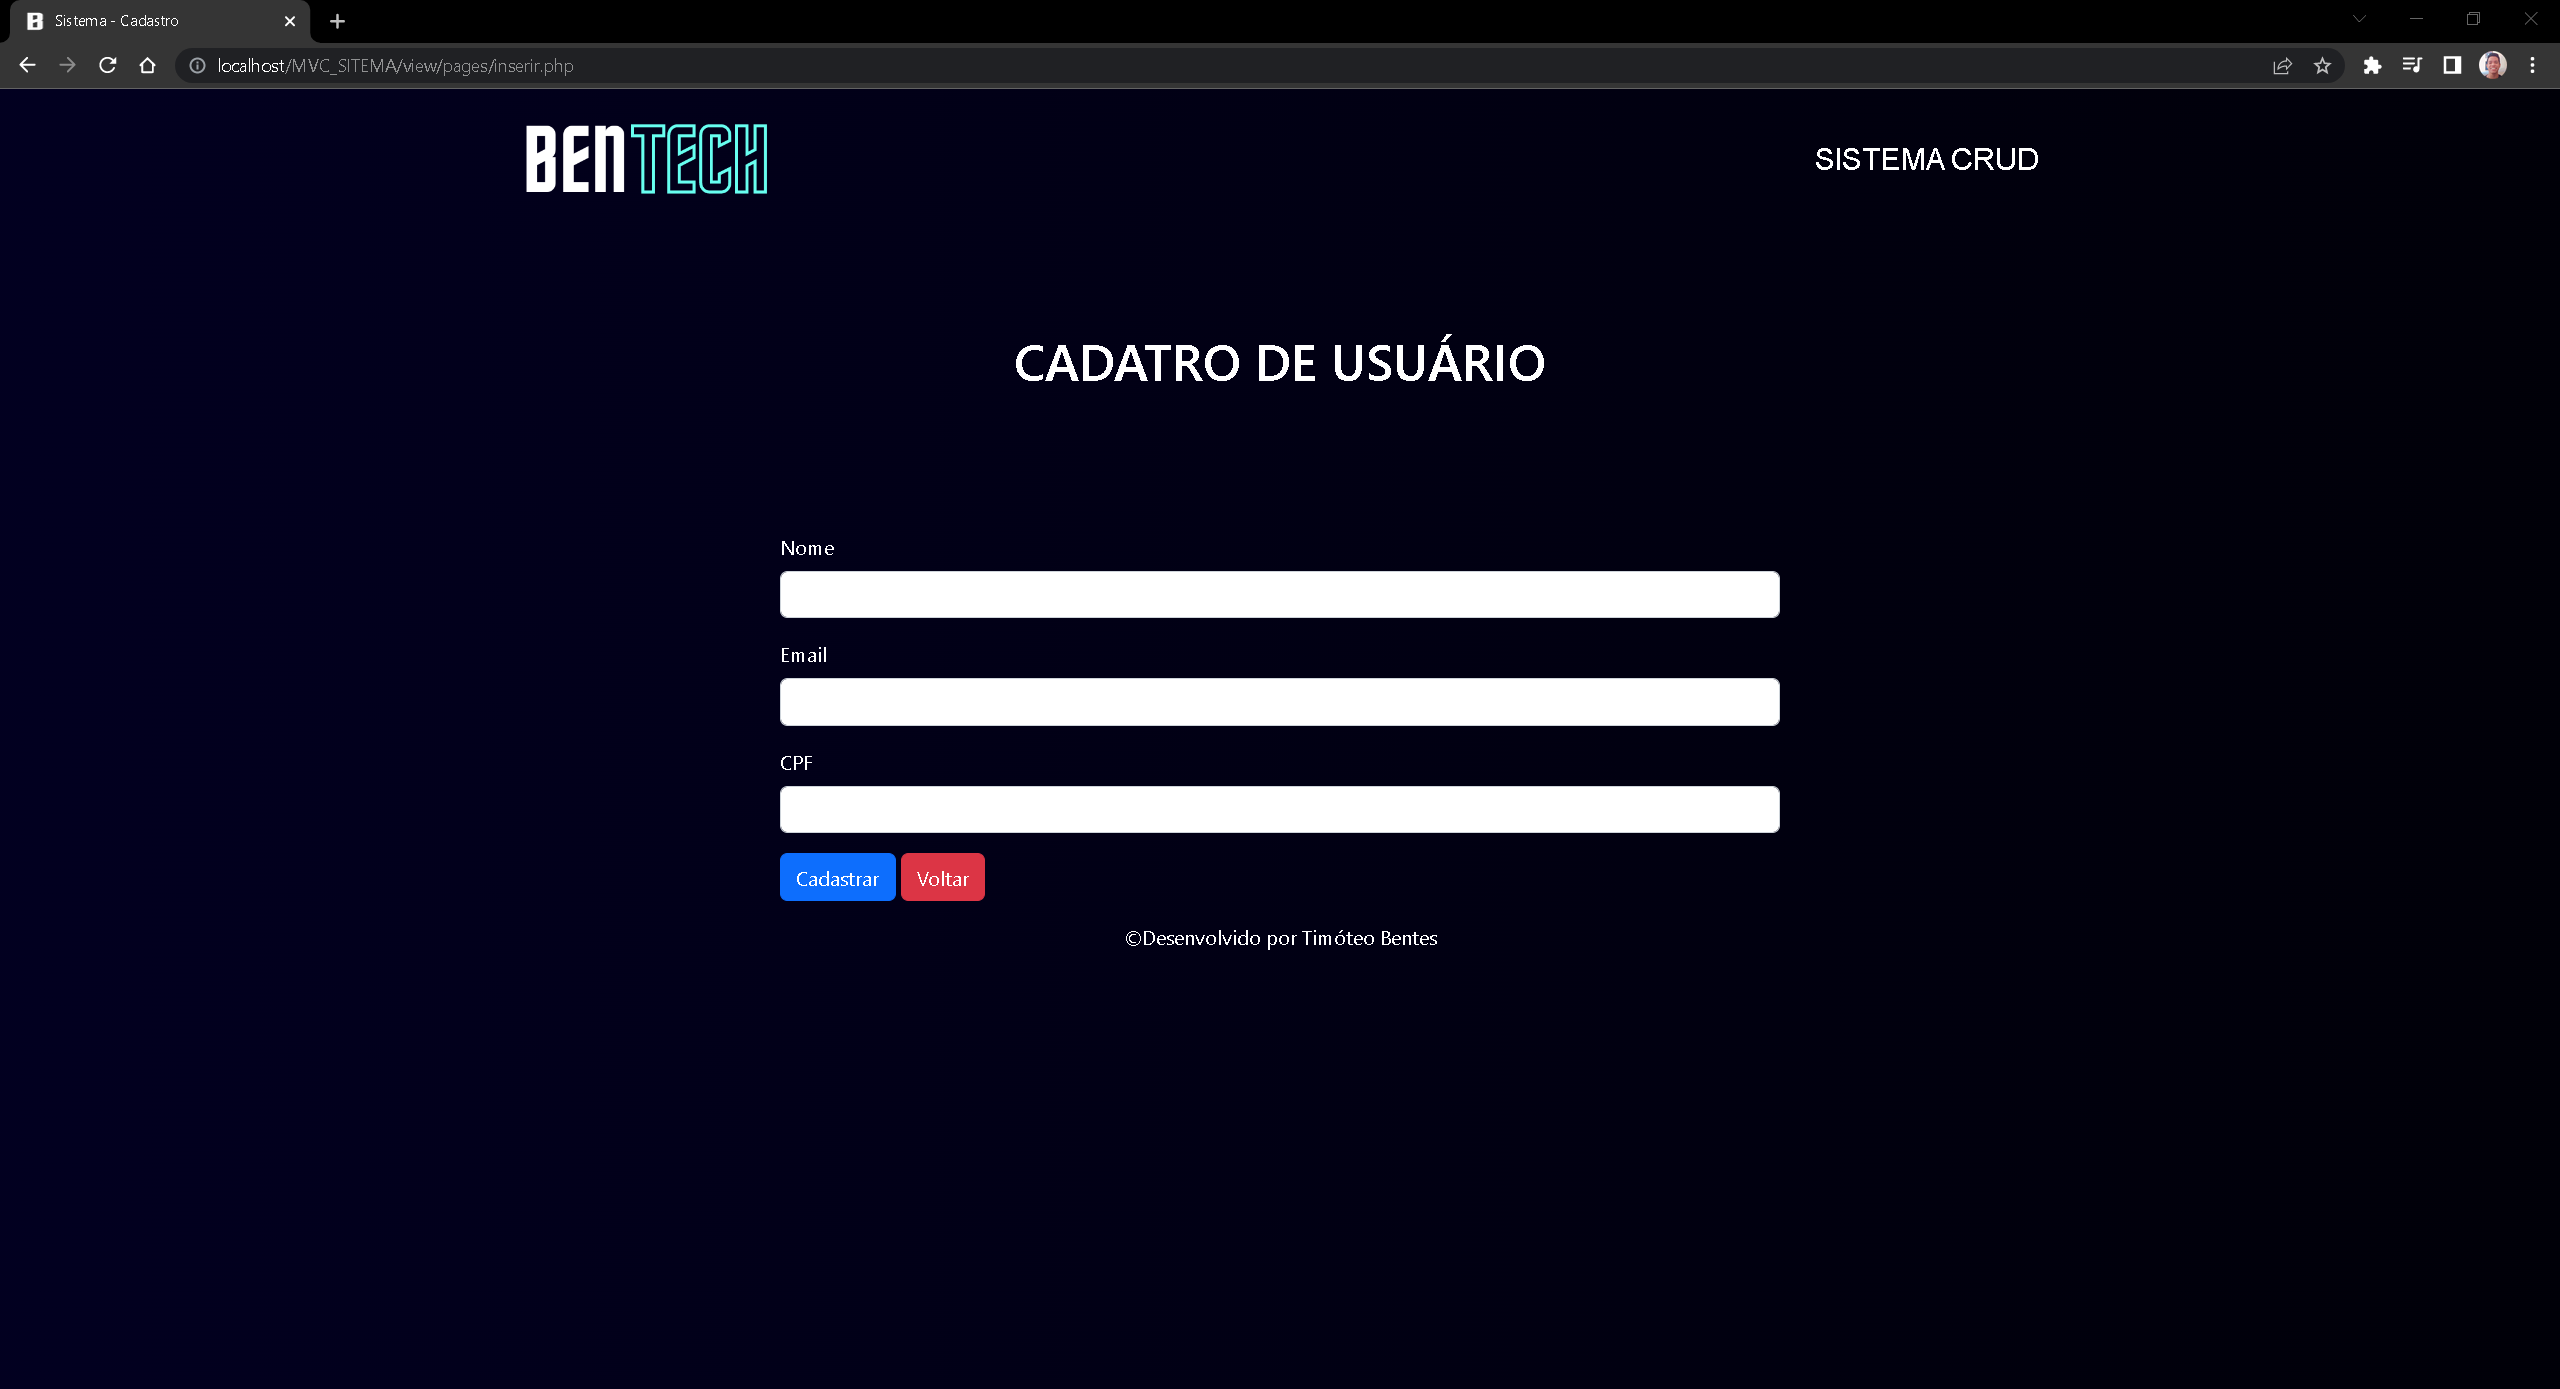 Sistema - Cadastro
localhost/MVC_SITEMA/view/pages/inserir.php
BENTECH
SISTEMA CRUD
CADATRO DE USUÁRIO
Nome
Email
CPF
Cadastrar Voltar
©Desenvolvido por Timóteo Bentes